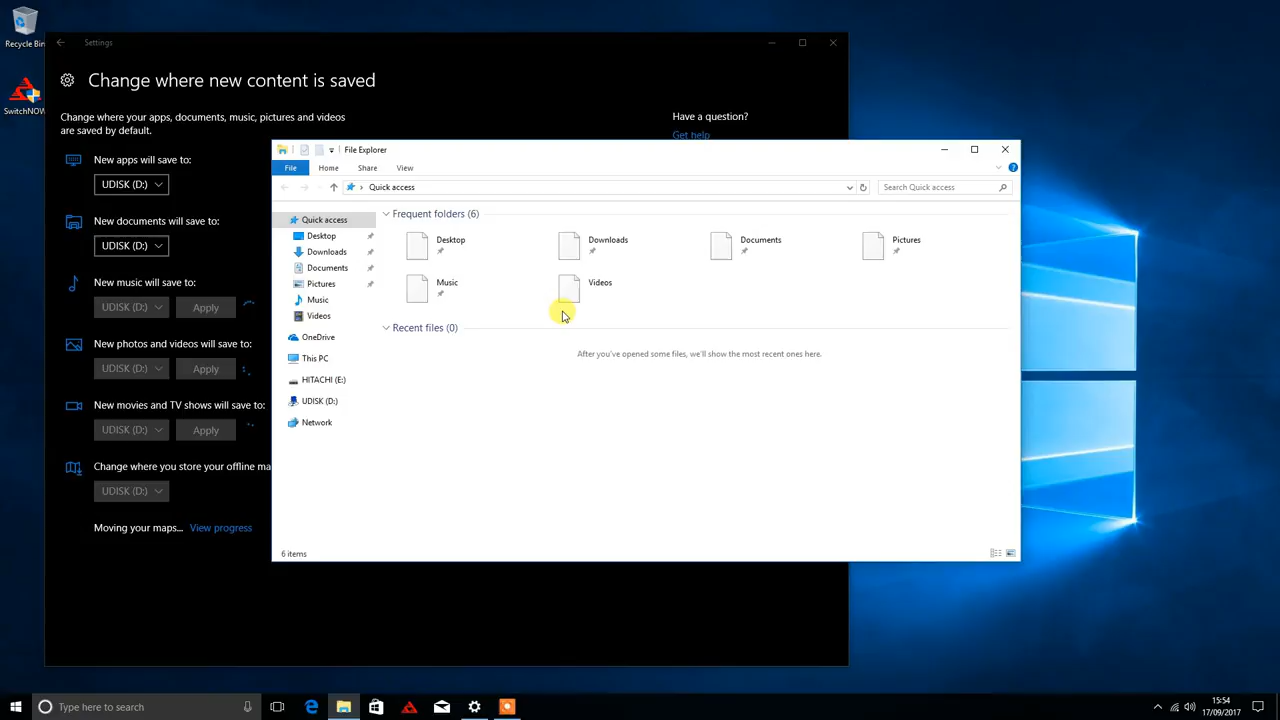 Recycle Bin
SwitchNOW
Settings
Change where new content is saved
Change where your apps, documents, music, pictures and videos
are saved by default.
Have a question?
Get help
New apps will save to:
UDISK (D:)
New documents will save to:
UDISK (D:)
New music will save to:
UDISK (D:) Apply
New photos and videos will save to:
UDISK (D:) Apply
New movies and TV shows will save to:
UDISK (D:) Apply
Change where you store your offline ma
UDISK (D:)
Moving your maps... View progress
File Explorer
File Home Share View
Quick access
Search Quick access
Quick access
Desktop
Downloads
Documents
Pictures
Music
Videos
OneDrive
This PC
HITACHI (E:)
UDISK (D:)
Network
Frequent folders (6)
Desktop Downloads Documents Pictures
Music Videos
Recent files (0)
After you've opened some files, we'll show the most recent ones here.
6 items
Type here to search
15:54
17/09/2017